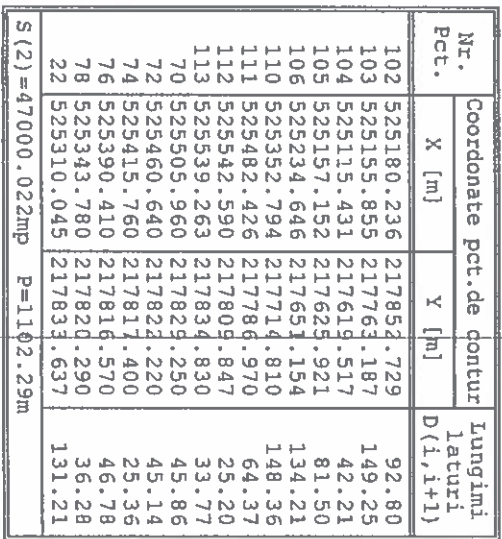 Nr. Pct. Coordonate pct.de contur Lungimi laturi D(i,i+1)
X [m] Y [m]
102 525180.236 217852.729 92.80
103 525155.855 217763.187 149.25
104 525115.431 217619.517 42.21
105 525157.152 217625.921 81.50
106 525234.646 217651.154 134.21
110 525352.794 217714.810 148.36
111 525482.426 217786.970 64.37
112 525542.590 217809.847 25.20
113 525539.263 217834.830 33.77
70 525505.960 217829.250 45.86
72 525460.640 217822.220 45.14
74 525415.760 217817.400 25.36
76 525390.410 217816.570 46.78
78 525343.780 217820.290 36.28
22 525310.045 217833.637 131.21
S(2)=47000.022mp P=1102.29m